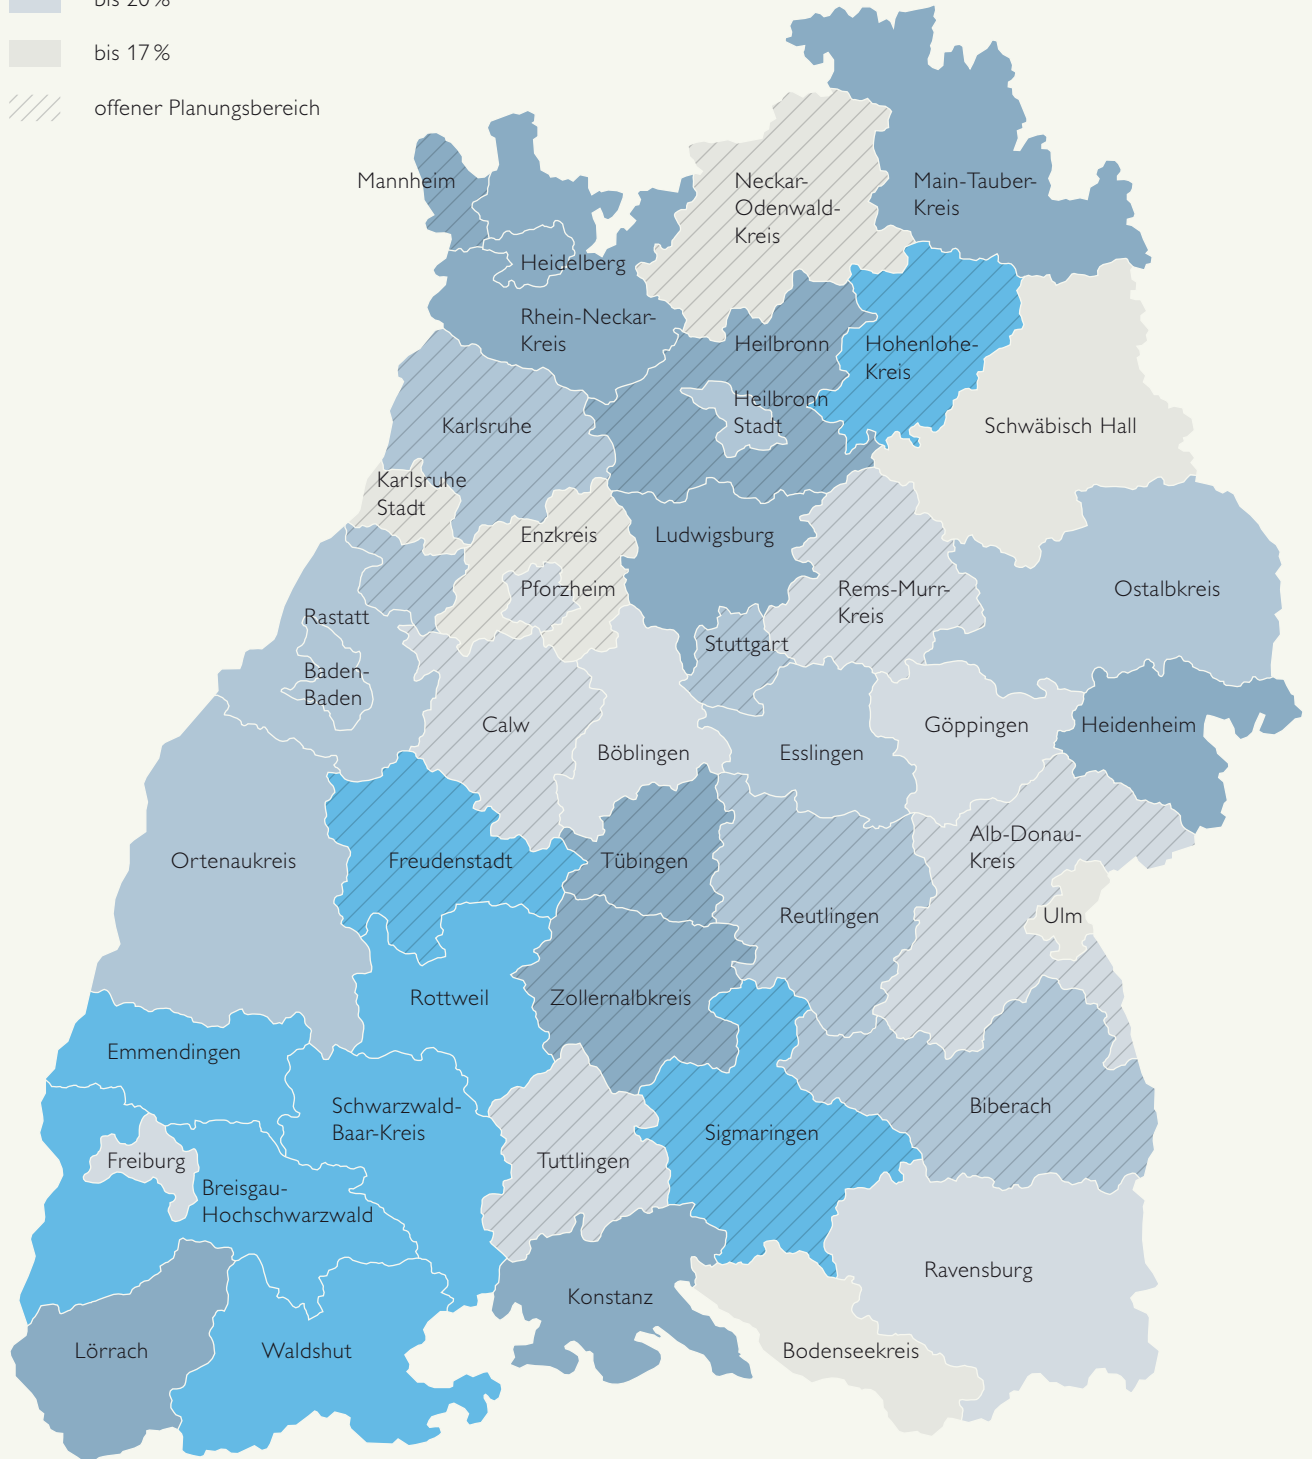 bis 20 %
bis 17 %
offener Planungsbereich
Mannheim
Neckar-
Odenwald-
Kreis
Main-Tauber-
Kreis
Heidelberg
Rhein-Neckar-
Kreis
Heilbronn
Hohenlohe-
Kreis
Heilbronn
Stadt
Karlsruhe
Schwäbisch Hall
Karlsruhe
Stadt
Enzkreis
Ludwigsburg
Pforzheim
Rems-Murr-
Kreis
Ostalbkreis
Rastatt
Stuttgart
Baden-
Baden
Calw
Böblingen
Esslingen
Göppingen
Heidenheim
Ortenaukreis
Freudenstadt
Tübingen
Alb-Donau-
Kreis
Reutlingen
Ulm
Rottweil
Zollernalbkreis
Emmendingen
Schwarzwald-
Baar-Kreis
Biberach
Sigmaringen
Freiburg
Tuttlingen
Breisgau-
Hochschwarzwald
Ravensburg
Konstanz
Lörrach
Waldshut
Bodenseekreis